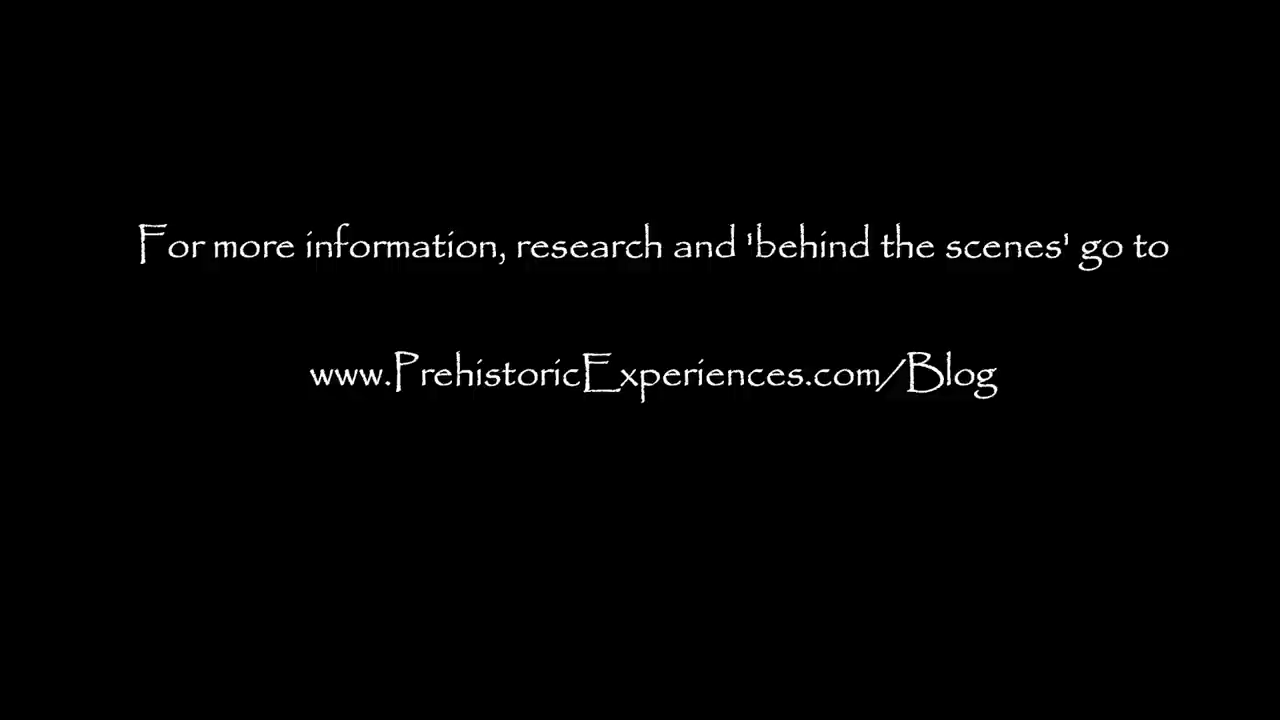 For more information, research and 'behind the scenes' go to
www.PrehistoricExperiences.com/Blog